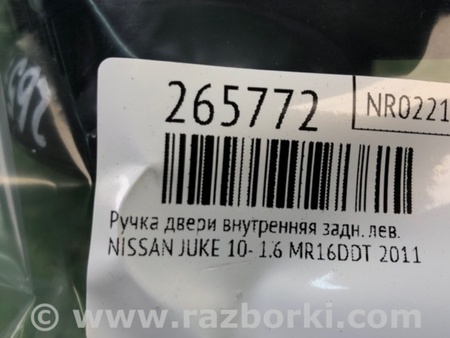 265772
NR0221
Ручка двери внутренняя задн. лев.
NISSAN JUKE 10- 1.6 MR16DDT 2011
© www.razborki.com